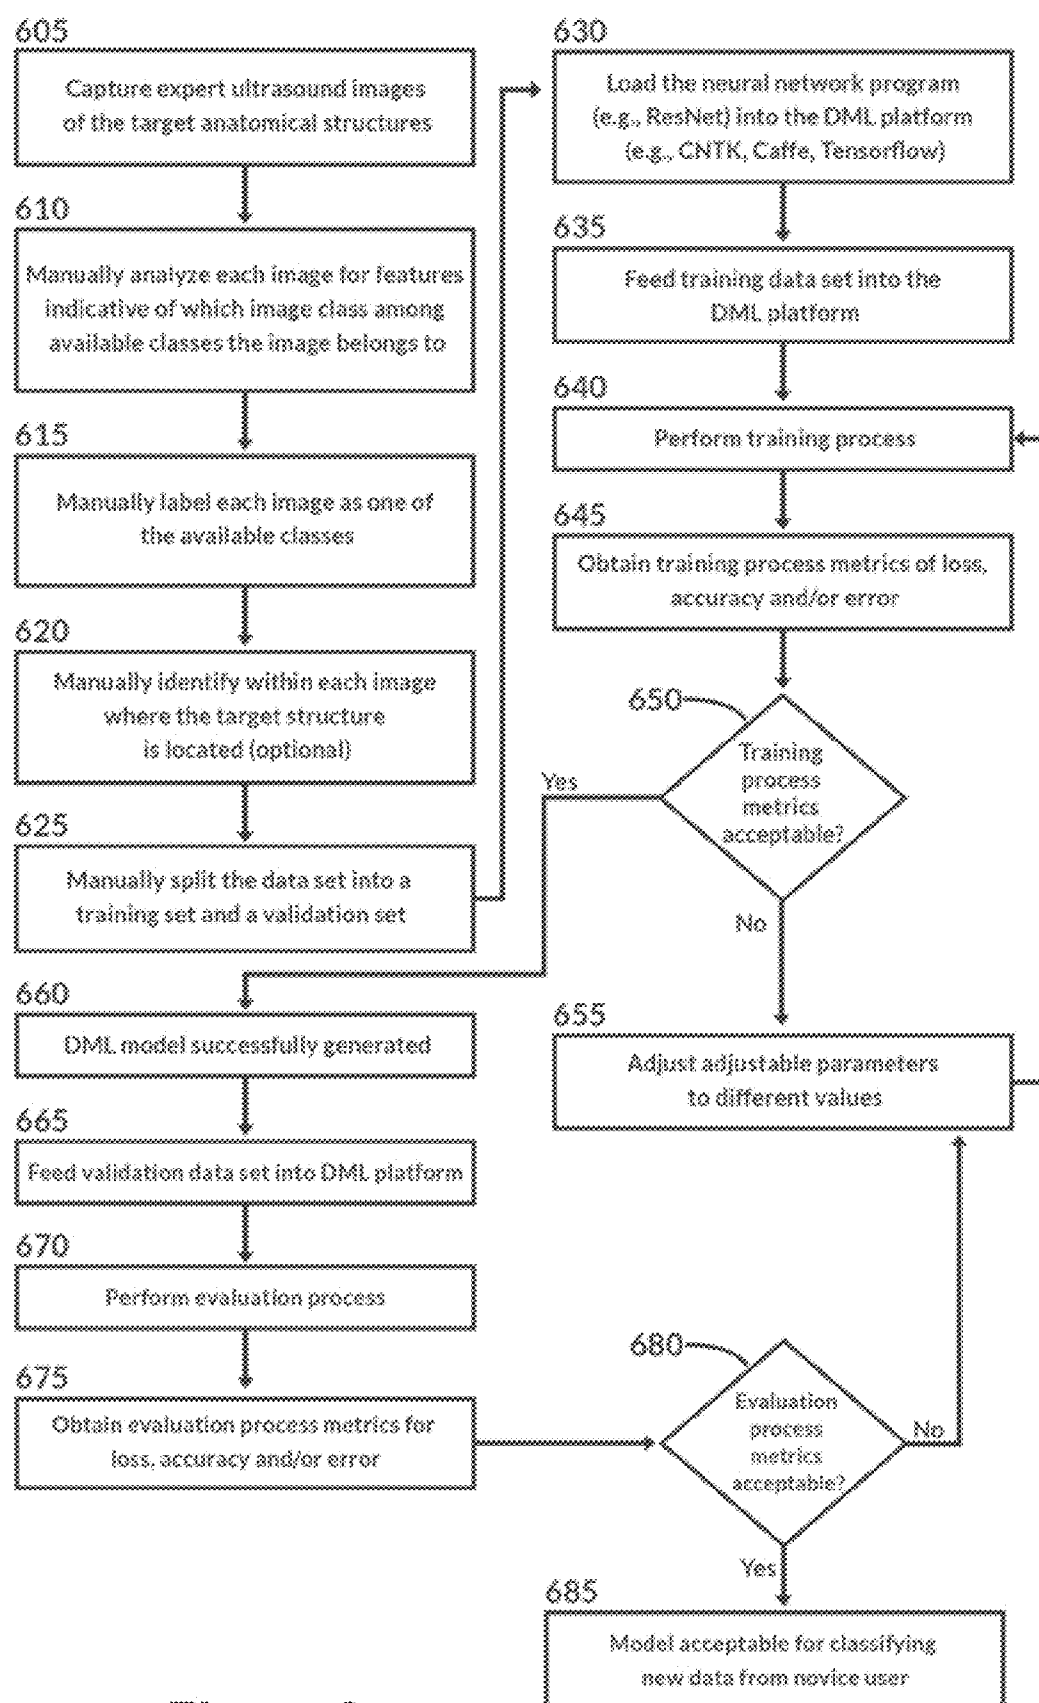 605
Capture expert ultrasound images
of the target anatomical structures
610
Manually analyze each image for features
indicative of which image class among
available classes the image belongs to
615
Manually label each image as one of
the available classes
620
Manually identify within each image
where the target structure
is located (optional)
625
Manually split the data set into a
training set and a validation set
630
Load the neural network program
(e.g., ResNet) into the DML platform
(e.g., CNTK, Caffe, Tensorflow)
635
Feed training data set into the
DML platform
640
Perform training process
645
Obtain training process metrics of loss,
accuracy and/or error
650
Training
process
metrics
acceptable?
Yes
No
655
Adjust adjustable parameters
to different values
660
DML model successfully generated
665
Feed validation data set into DML platform
670
Perform evaluation process
675
Obtain evaluation process metrics for
loss, accuracy and/or error
680
Evaluation
process
metrics
acceptable?
No
Yes
685
Model acceptable for classifying
new data from novice user